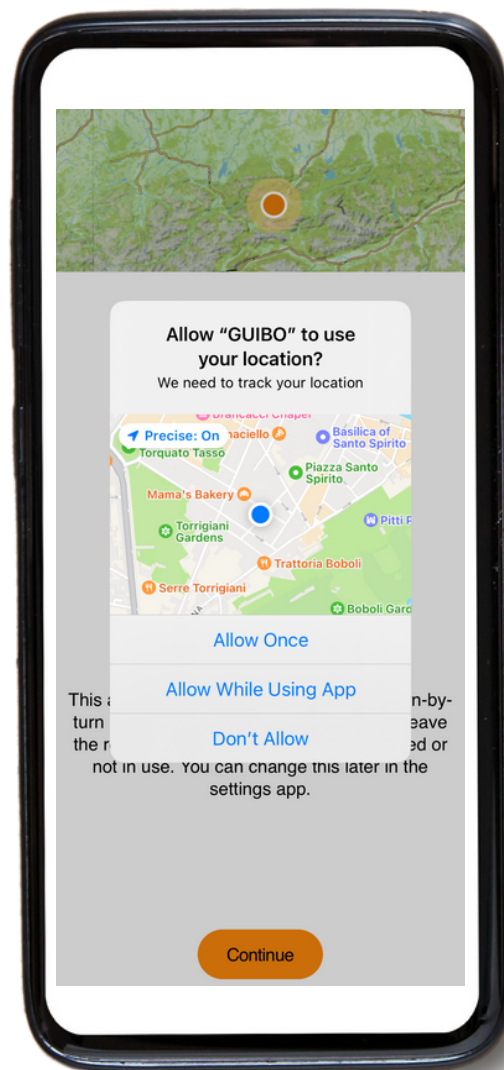 Allow “GUIBO” to use
your location?
We need to track your location
Precise: On
Basilica of
Santo Spirito
Torquato Tasso
Piazza Santo
Spirito
Mama's Bakery
Pitti
Torrigiani
Gardens
Trattoria Boboli
Serre Torrigiani
Boboli
Allow Once
Allow While Using App
Don’t Allow
This
turn
the
not in use. You can change this later in the
settings app.
Continue